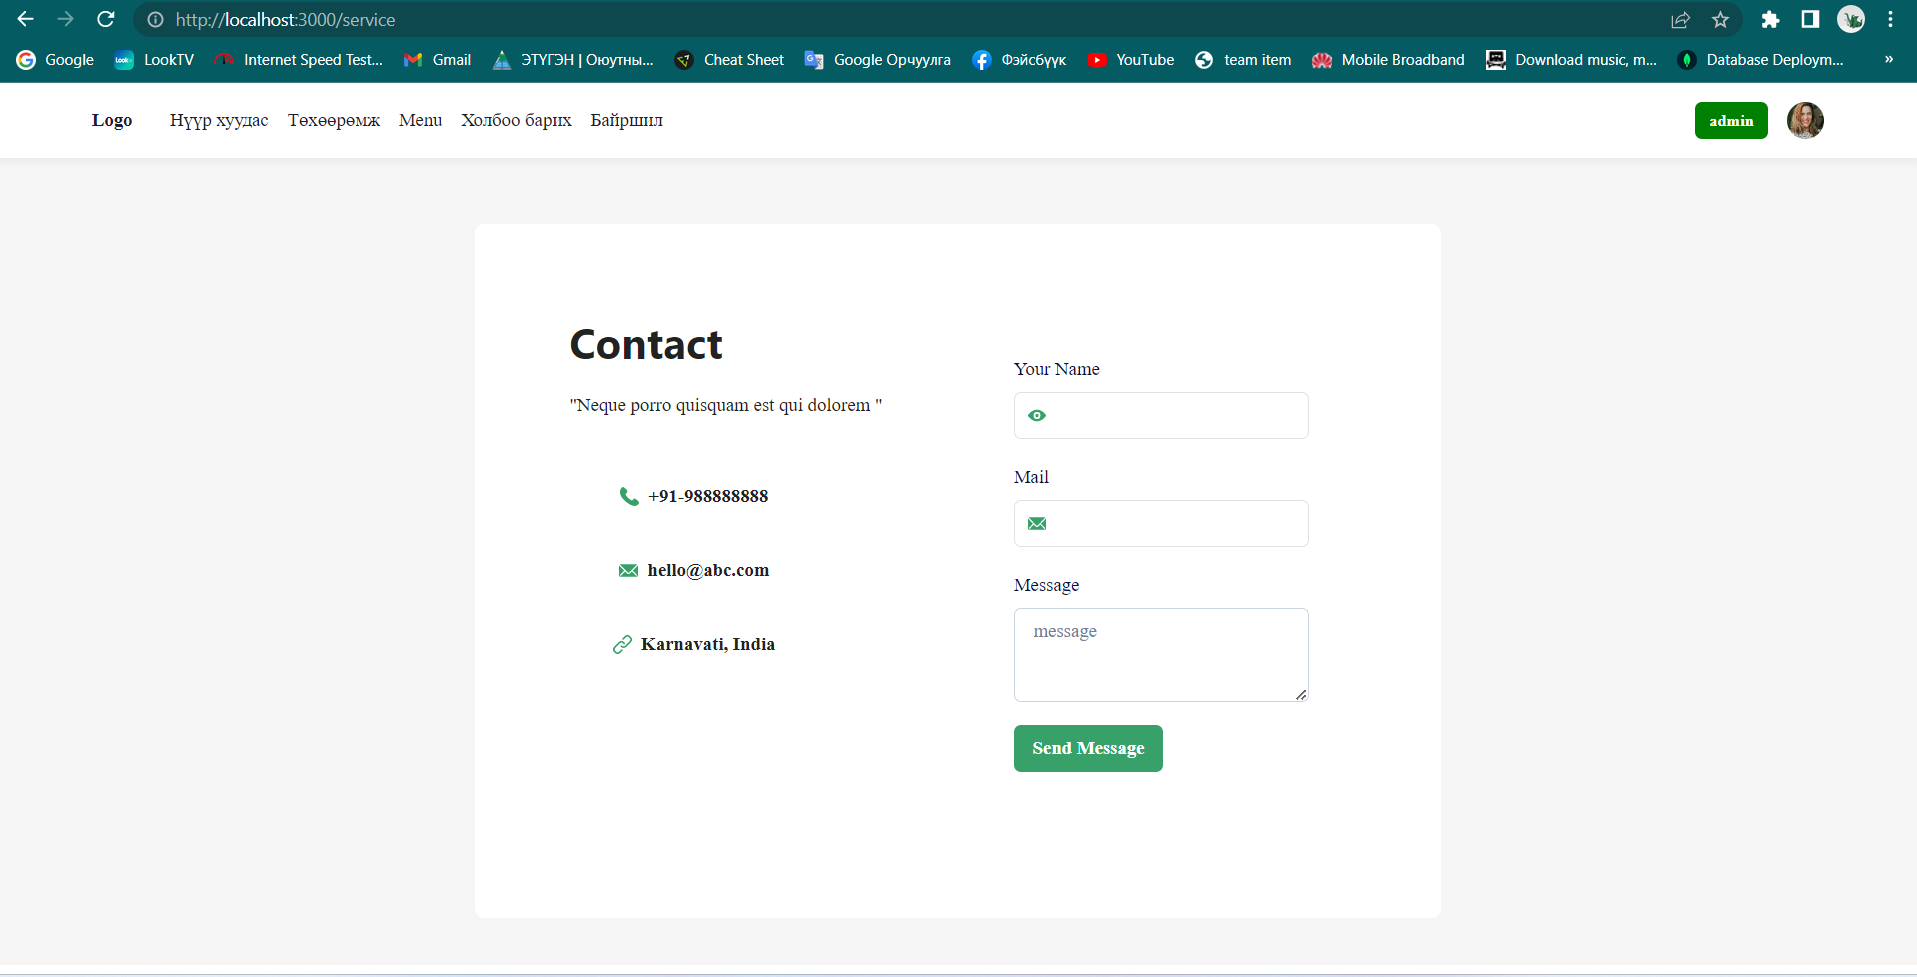 http://localhost:3000/service
Google LookTV Internet Speed Test... Gmail ЭТҮГЭН | Оюутны... Cheat Sheet Google Орчуулга Фэйсбүүк YouTube team item Mobile Broadband Download music, m... Database Deploym... »
Logo Нүүр хуудас Төхөөрөмж Menu Холбоо барих Байршил admin
Contact
"Neque porro quisquam est qui dolorem "
+91-988888888
hello@abc.com
Karnavati, India
Your Name
Mail
Message
message
Send Message